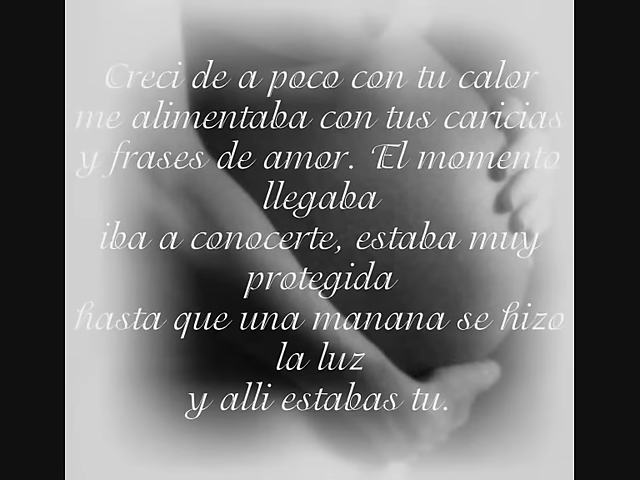 Creci de a poco con tu calor
me alimentaba con tus caricias
y frases de amor. El momento
llegaba
iba a conocerte, estaba muy
protegida
hasta que una manana se hizo
la luz
y alli estabas tu.